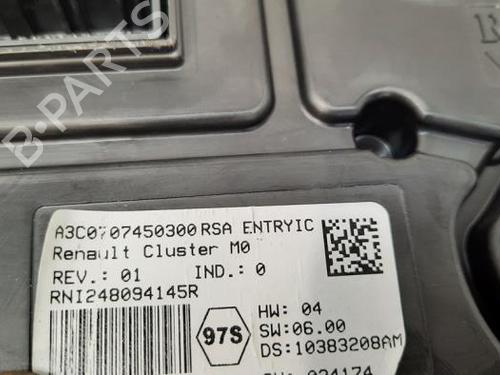 B-PARTS
A3C0707450300 RSA ENTRYIC
Renault Cluster M0
REV.: 01 IND.: 0
RNI248094145R
97S
HW: 04
SW:06.00
DS:10383208AM